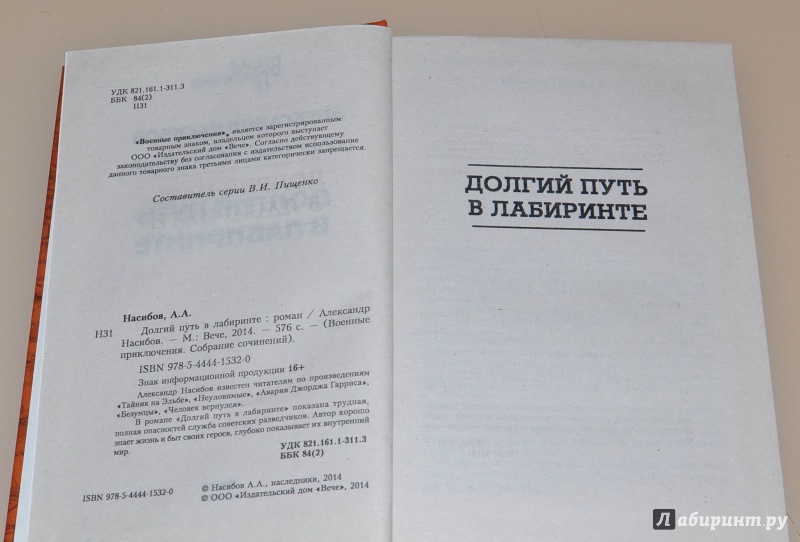 УДК 821.161.1-311.3
ББК 84(2)
Н31
«Военные приключения», является зарегистрированным
товарным знаком, владельцем которого выступает
ООО «Издательский дом «Вече». Согласно действующему
законодательству без согласования с издательством использование
данного товарного знака третьими лицами категорически запрещается.
Составитель серии В.И. Пищенко
Насибов, А.А.
Н31 Долгий путь в лабиринте : роман / Александр
Насибов. — М.: Вече, 2014. — 576 с. — (Военные
приключения. Собрание сочинений).
ISBN 978-5-4444-1532-0
Знак информационной продукции 16+
Александр Насибов известен читателям по произведениям
«Тайник на Эльбе», «Неуловимые», «Авария Джорджа Гарриса»,
«Безумцы», «Человек вернулся».
В романе «Долгий путь в лабиринте» показана трудная,
полная опасностей служба советских разведчиков. Автор хорошо
знает жизнь и быт своих героев, глубоко показывает их внутренний
мир.
УДК 821.161.1-311.3
ББК 84(2)
ISBN 978-5-4444-1532-0
© Насибов А.А., наследники, 2014
© ООО «Издательский дом «Вече», 2014
ДОЛГИЙ ПУТЬ
В ЛАБИРИНТЕ
Лабиринт.ру